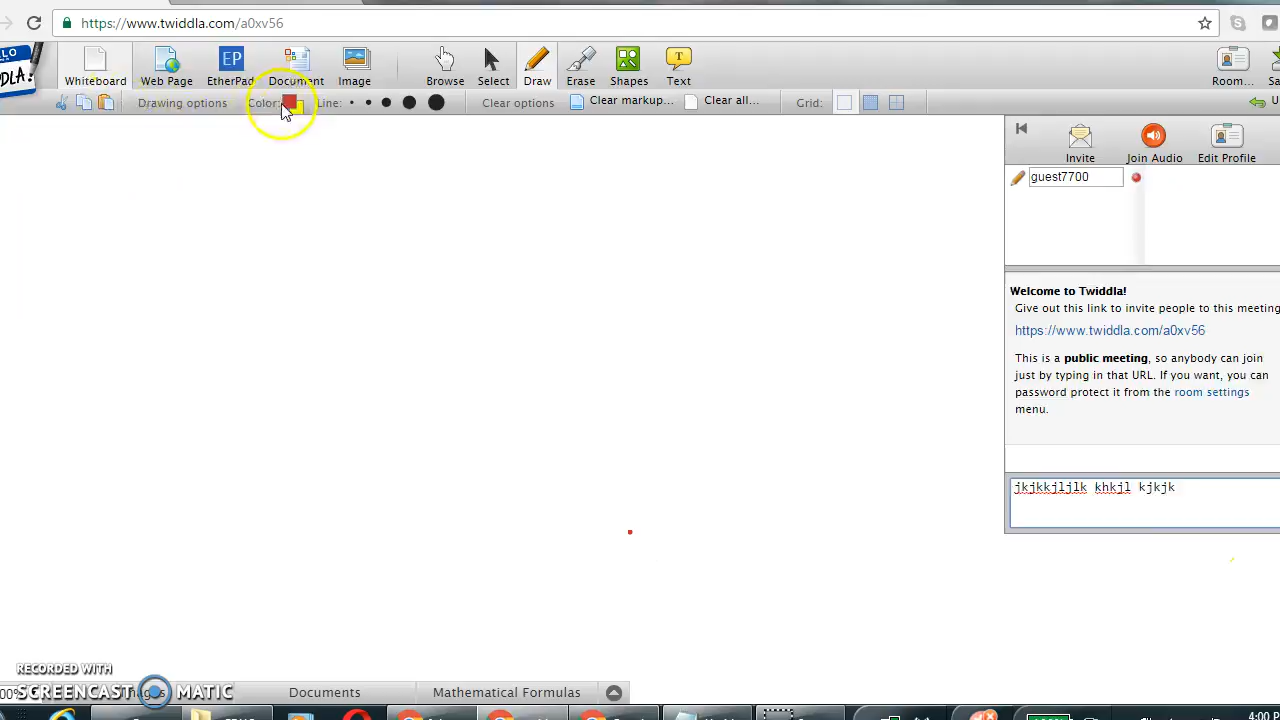 https://www.twiddla.com/a0xv56
Whiteboard Web Page EtherPad Document Image Browse Select Draw Erase Shapes Text Room...
Drawing options Color: Line: Clear options Clear markup... Clear all... Grid:
Invite Join Audio Edit Profile
guest7700
Welcome to Twiddla!
Give out this link to invite people to this meeting
https://www.twiddla.com/a0xv56
This is a public meeting, so anybody can join
just by typing in that URL. If you want, you can
password protect it from the room settings
menu.
jkjkkjljlk khkjl kjkjk
RECORDED WITH
SCREENCAST MATIC
Documents Mathematical Formulas